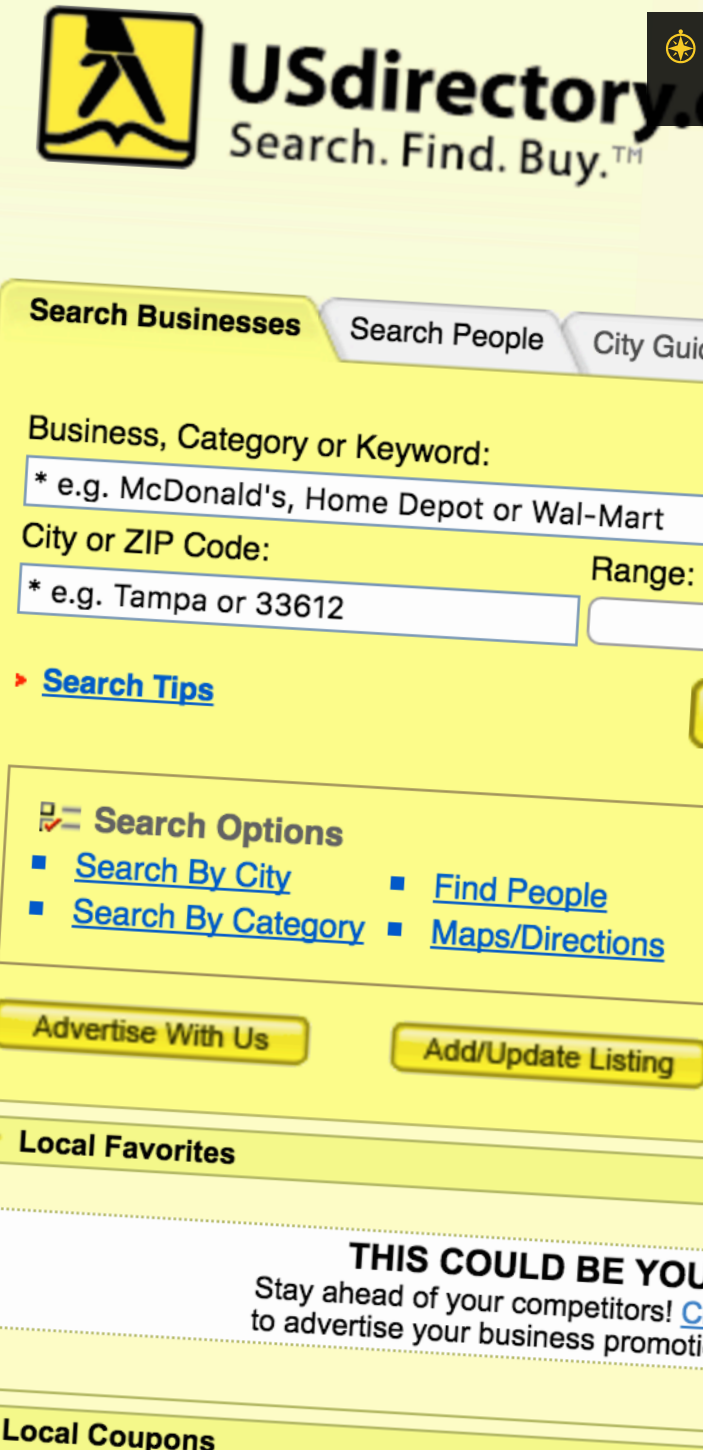 USdirectory.
Search. Find. Buy.™
Search Businesses
Search People
City Gui
Business, Category or Keyword:
* e.g. McDonald's, Home Depot or Wal-Mart
City or ZIP Code:
Range:
* e.g. Tampa or 33612
Search Tips
Search Options
Search By City
Find People
Search By Category
Maps/Directions
Advertise With Us
Add/Update Listing
Local Favorites
THIS COULD BE YOU
Stay ahead of your competitors! C
to advertise your business promoti
Local Coupons